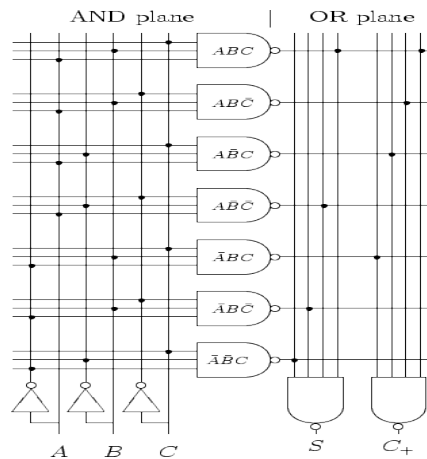 AND plane | OR plane
ABC
ABC̄
AB̄C
AB̄C̄
ĀBC
ĀBC̄
ĀB̄C
A B C S C₊